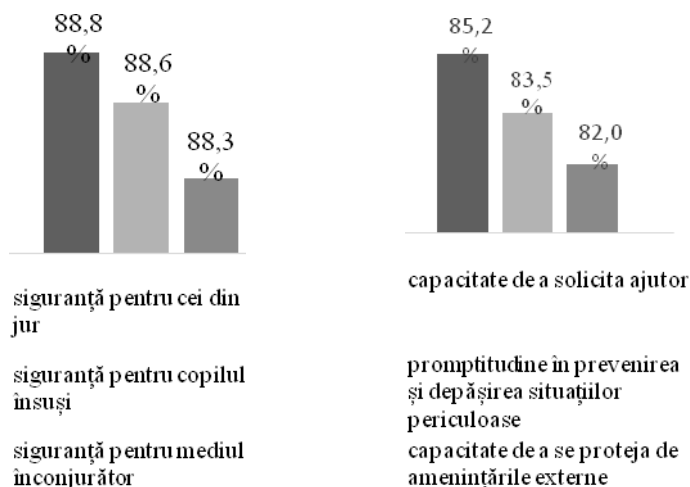 88,8
%
88,6
%
88,3
%
siguranță pentru cei din
jur
siguranță pentru copilul
însuși
siguranță pentru mediul
înconjurător
85,2
%
83,5
%
82,0
%
capacitate de a solicita ajutor
promptitudine în prevenirea
și depășirea situațiilor
periculoase
capacitate de a se proteja de
amenințările externe